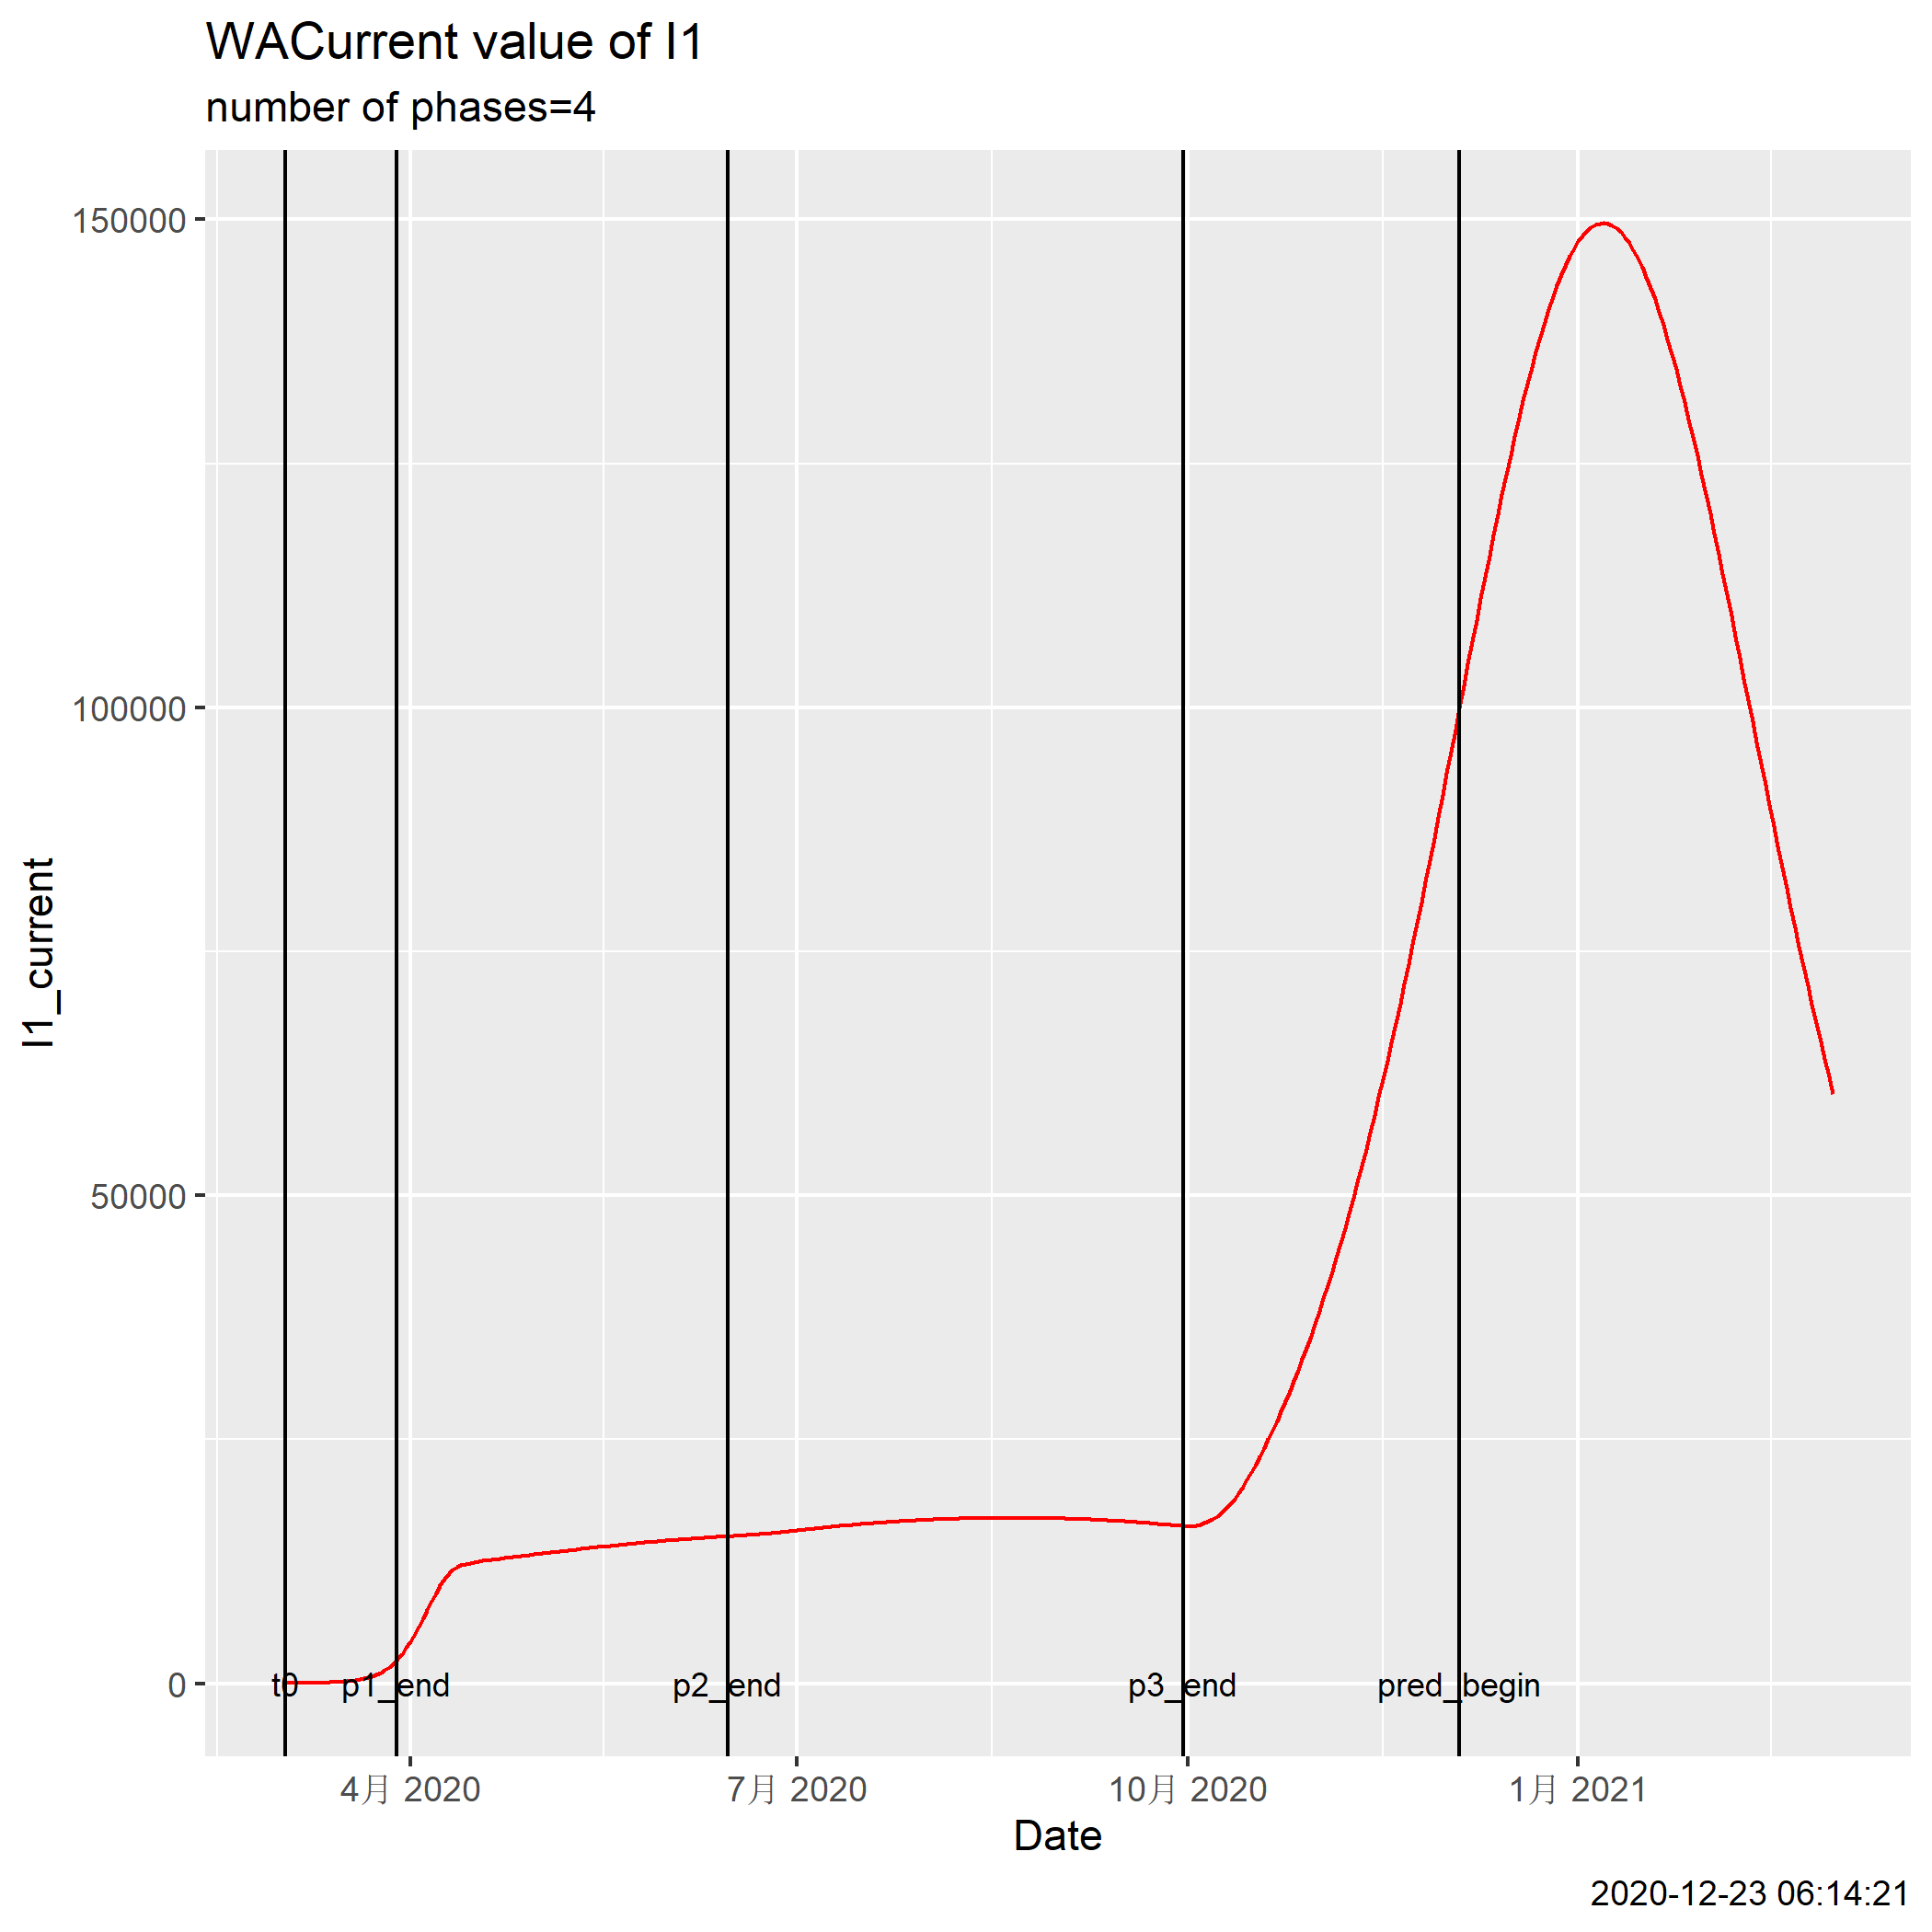 WACurrent value of I1
number of phases=4
150000
100000
50000
0
I1_current
t0
p1_end
p2_end
p3_end
pred_begin
4月 2020
7月 2020
10月 2020
1月 2021
Date
2020-12-23 06:14:21